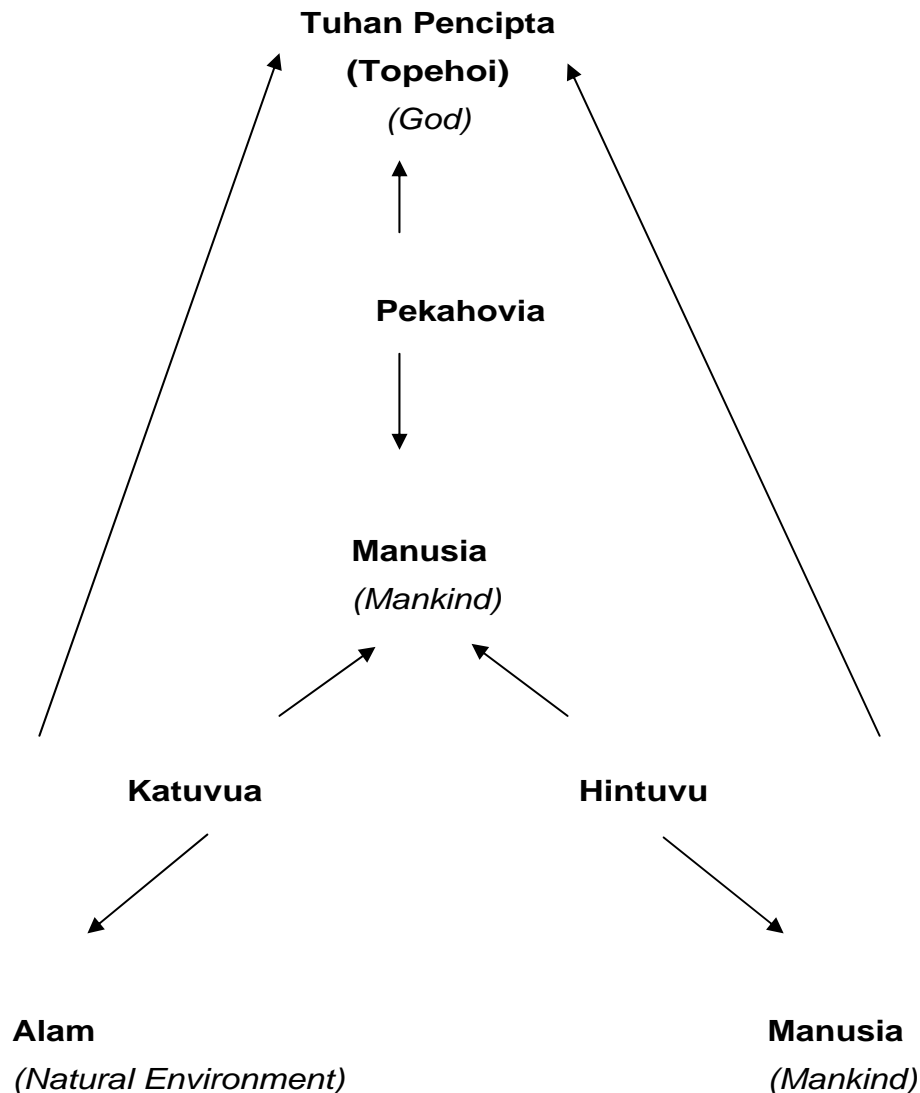 Tuhan Pencipta
(Topehoi)
(God)
Pekahovia
Manusia
(Mankind)
Katuvua
Hintuvu
Alam
(Natural Environment)
Manusia
(Mankind)